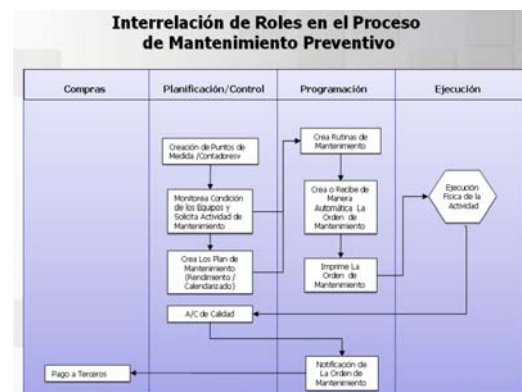 Interrelación de Roles en el Proceso
de Mantenimiento Preventivo
Compras
Planificación/Control
Programación
Ejecución
Creación de Puntos de
Medida /Contadoresv
Monitorea Condición
de los Equipos y
Solicita Actividad de
Mantenimiento
Crea Los Plan de
Mantenimiento
(Rendimiento /
Calendarizado)
A/C de Calidad
Crea Rutinas de
Mantenimiento
Crea o Recibe de
Manera
Automática La
Orden de
Mantenimiento
Imprime La
Orden de
Mantenimiento
Ejecución
Física de la
Actividad
Notificación de
La Orden de
Mantenimiento
Pago a Terceros